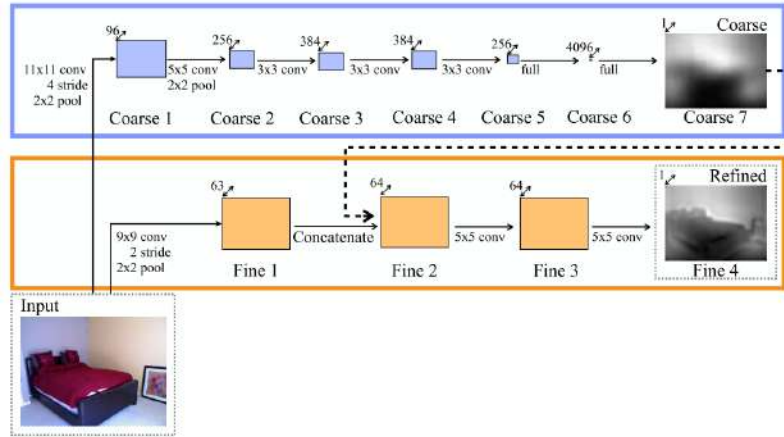 96
256
384
384
256
4096
1
Coarse
11x11 conv
4 stride
2x2 pool
5x5 conv
2x2 pool
3x3 conv
3x3 conv
3x3 conv
full
full
Coarse 1
Coarse 2
Coarse 3
Coarse 4
Coarse 5
Coarse 6
Coarse 7
63
64
64
1
Refined
9x9 conv
2 stride
2x2 pool
Concatenate
5x5 conv
5x5 conv
Fine 1
Fine 2
Fine 3
Fine 4
Input